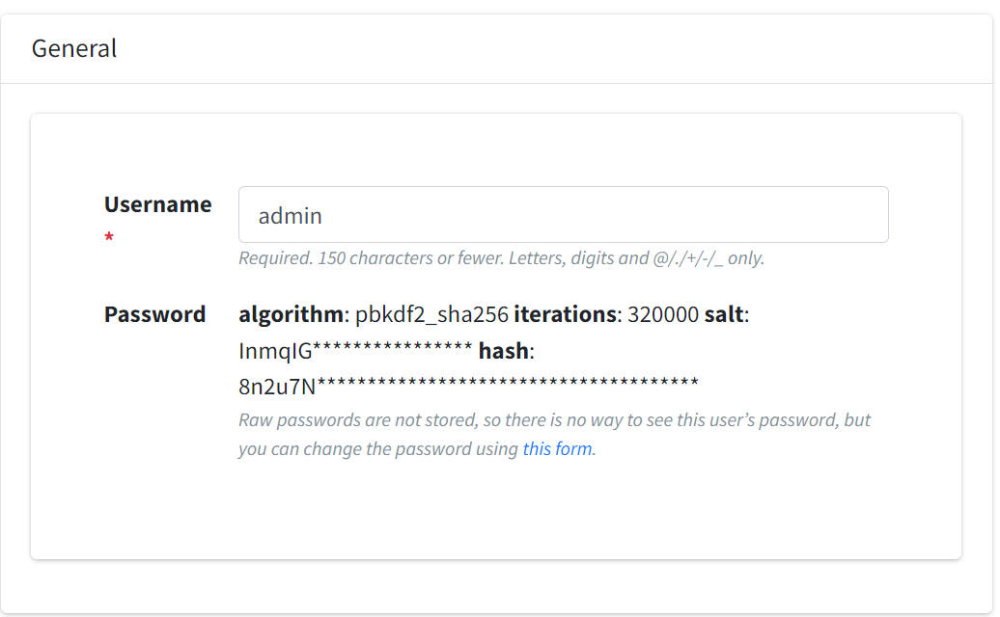 General
Username
*
admin
Required. 150 characters or fewer. Letters, digits and @/./+/-/_ only.
Password
algorithm: pbkdf2_sha256 iterations: 320000 salt:
InmqIG**************** hash:
8n2u7N**************************************
Raw passwords are not stored, so there is no way to see this user’s password, but
you can change the password using this form.